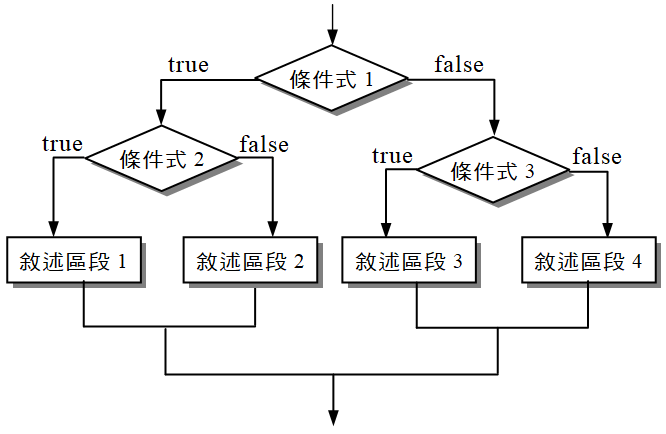 條件式 1
true
false
條件式 2
true
false
條件式 3
true
false
敘述區段 1
敘述區段 2
敘述區段 3
敘述區段 4